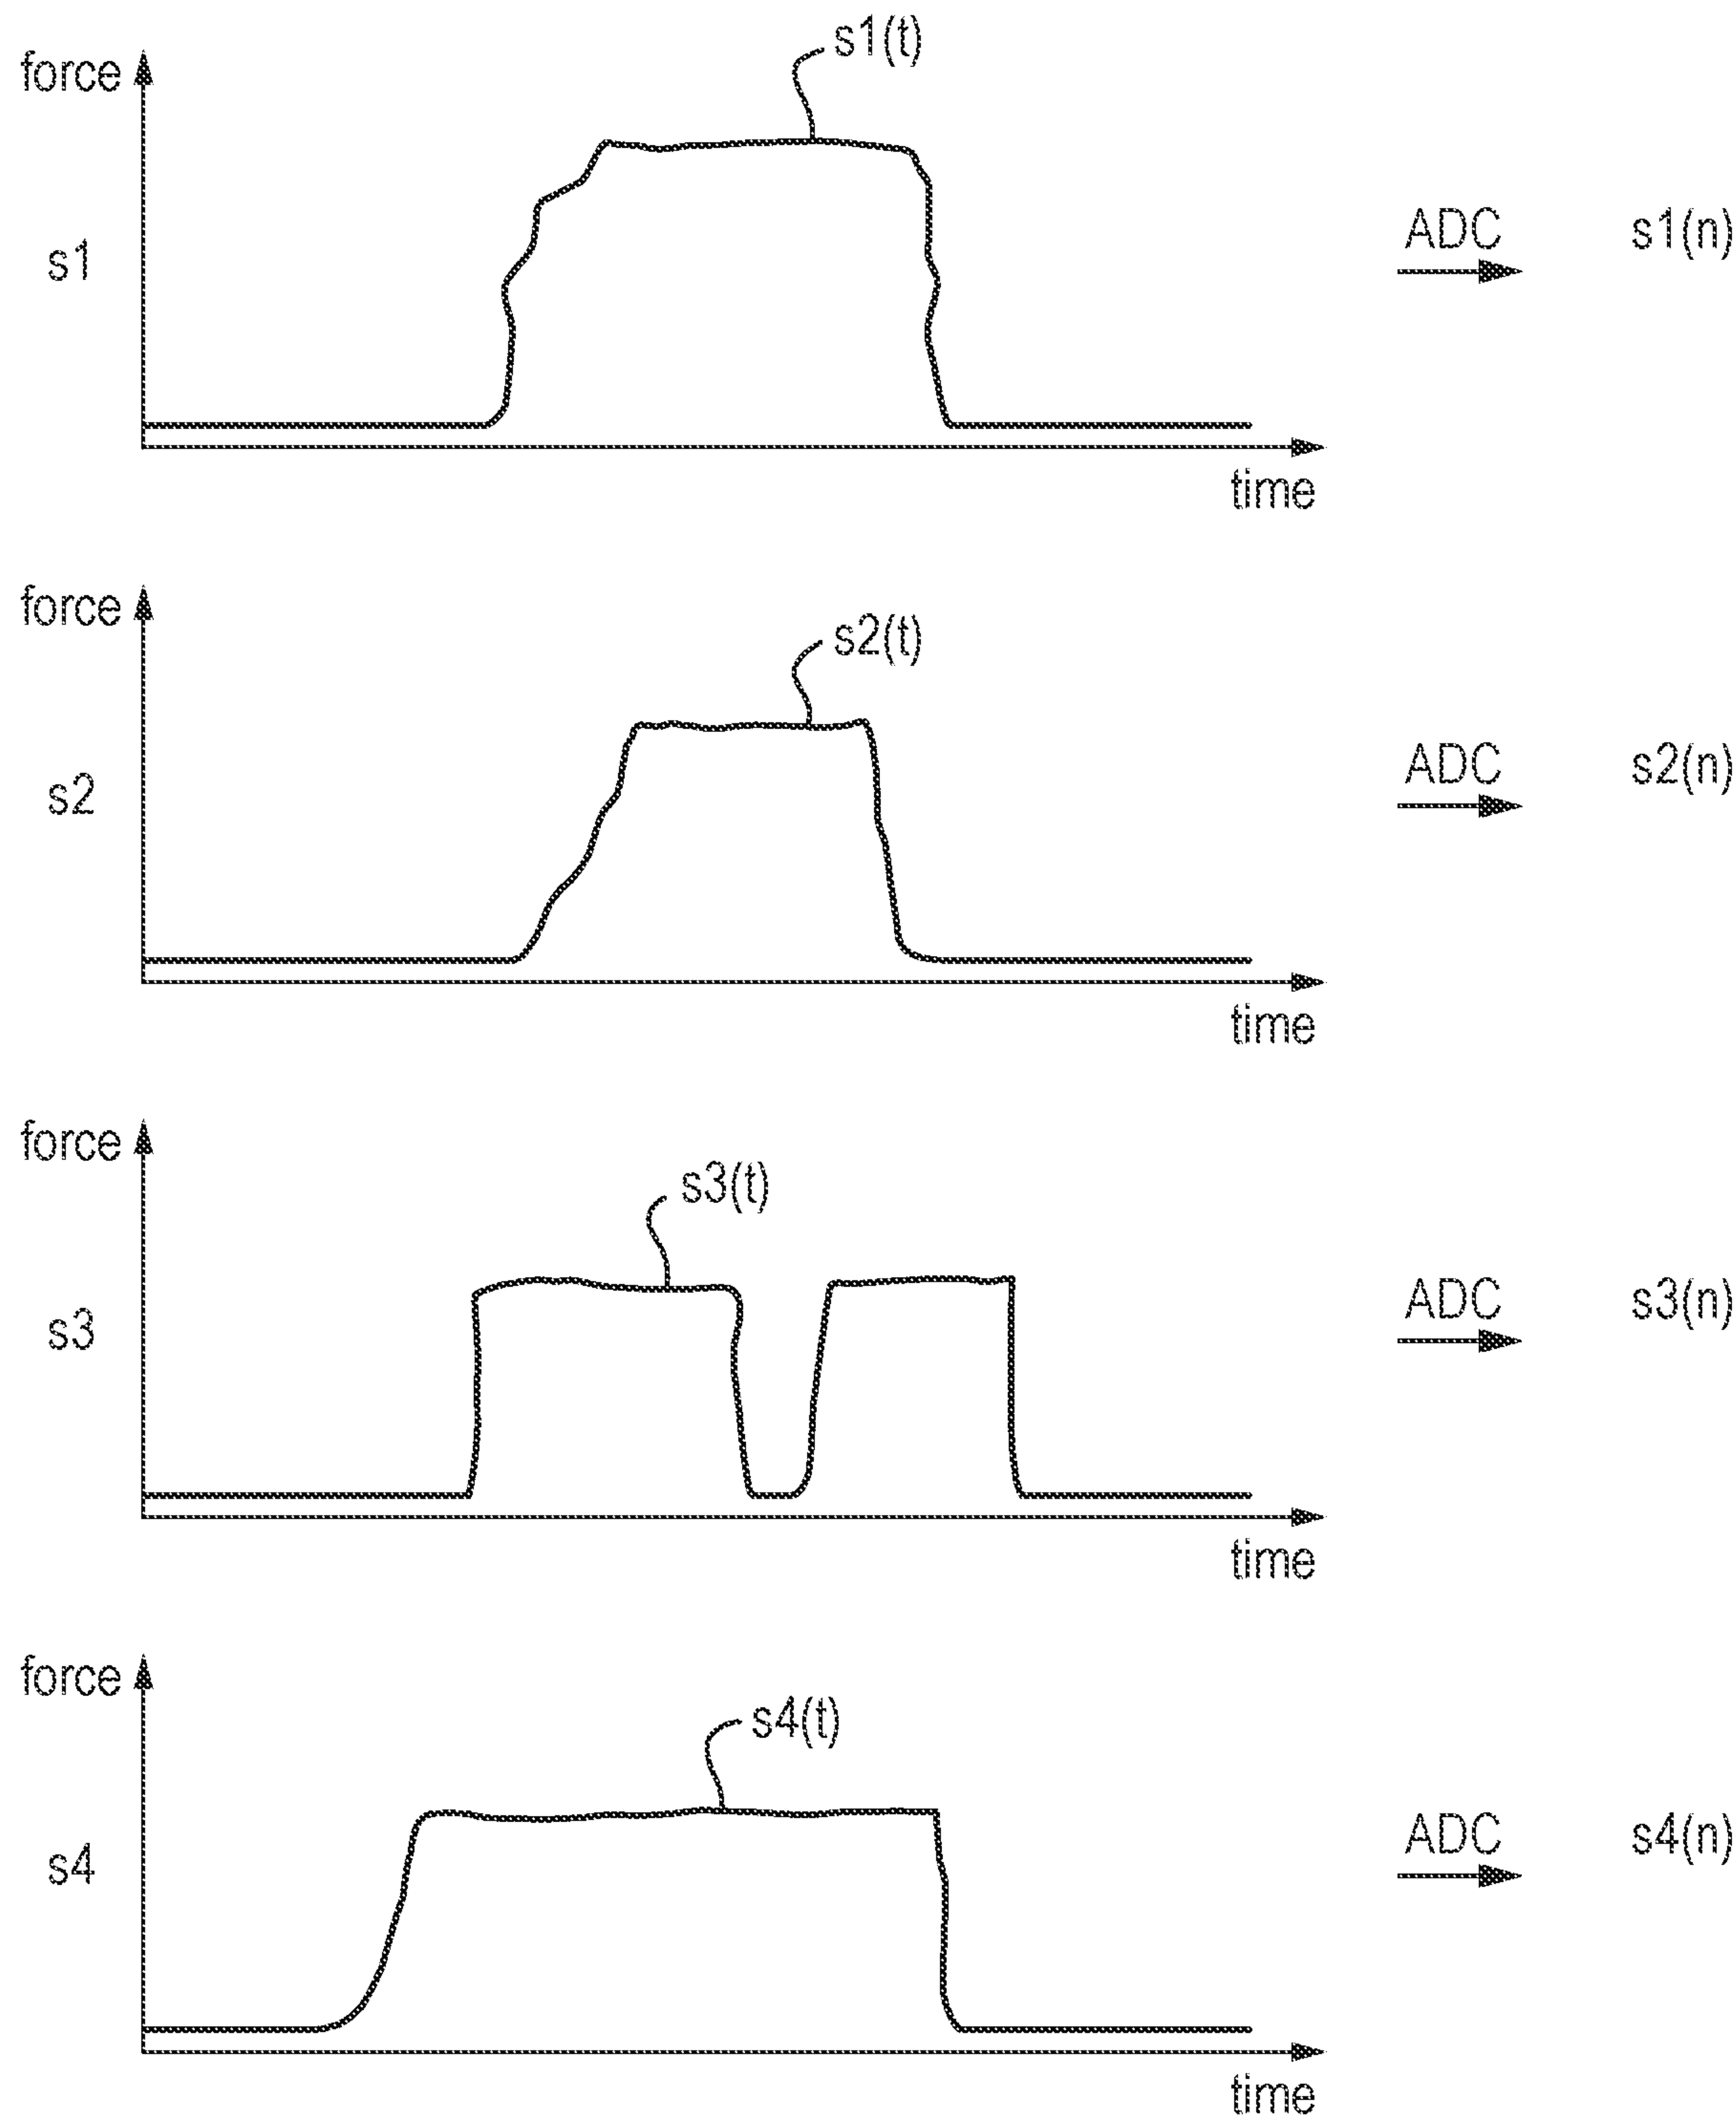 force
s1(t)
s1
ADC
s1(n)
time
force
s2(t)
s2
ADC
s2(n)
time
force
s3(t)
s3
ADC
s3(n)
time
force
s4(t)
s4
ADC
s4(n)
time